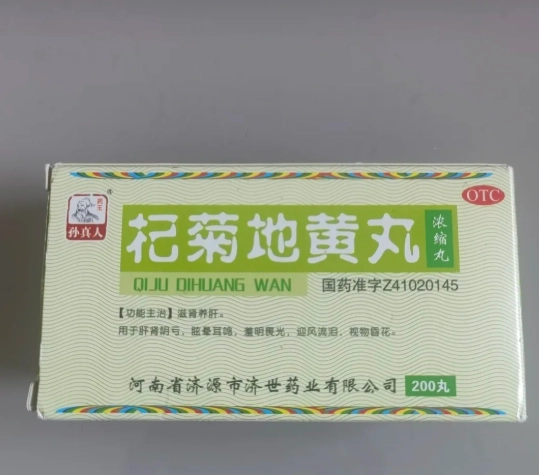 OTC
药王
孙真人
杞菊地黄丸
浓缩丸
QIJU DIHUANG WAN
国药准字Z41020145
【功能主治】滋肾养肝。
用于肝肾阴亏，眩晕耳鸣，羞明畏光，迎风流泪，视物昏花。
河南省济源市济世药业有限公司
200丸